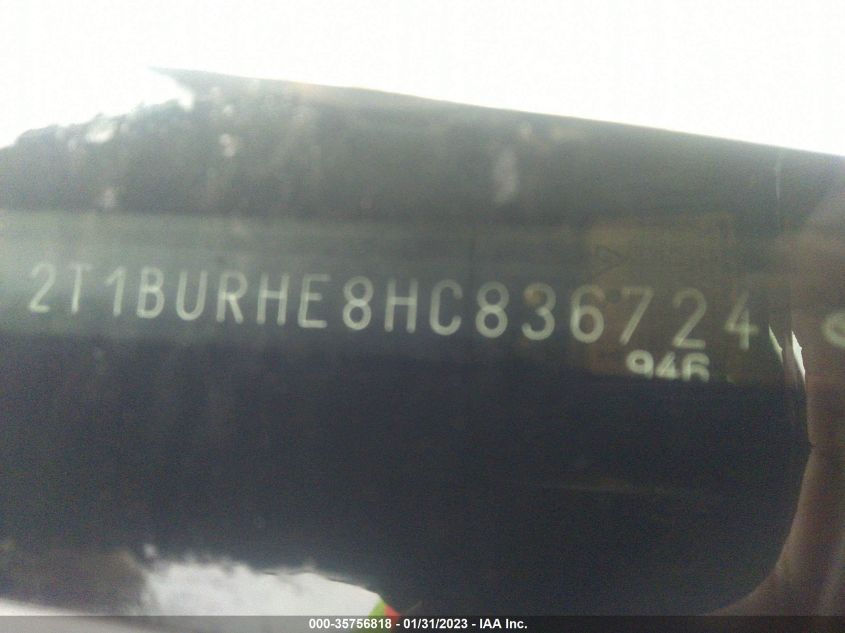 2T1BURHE8HC836724
946
000-35756818 - 01/31/2023 - IAA Inc.